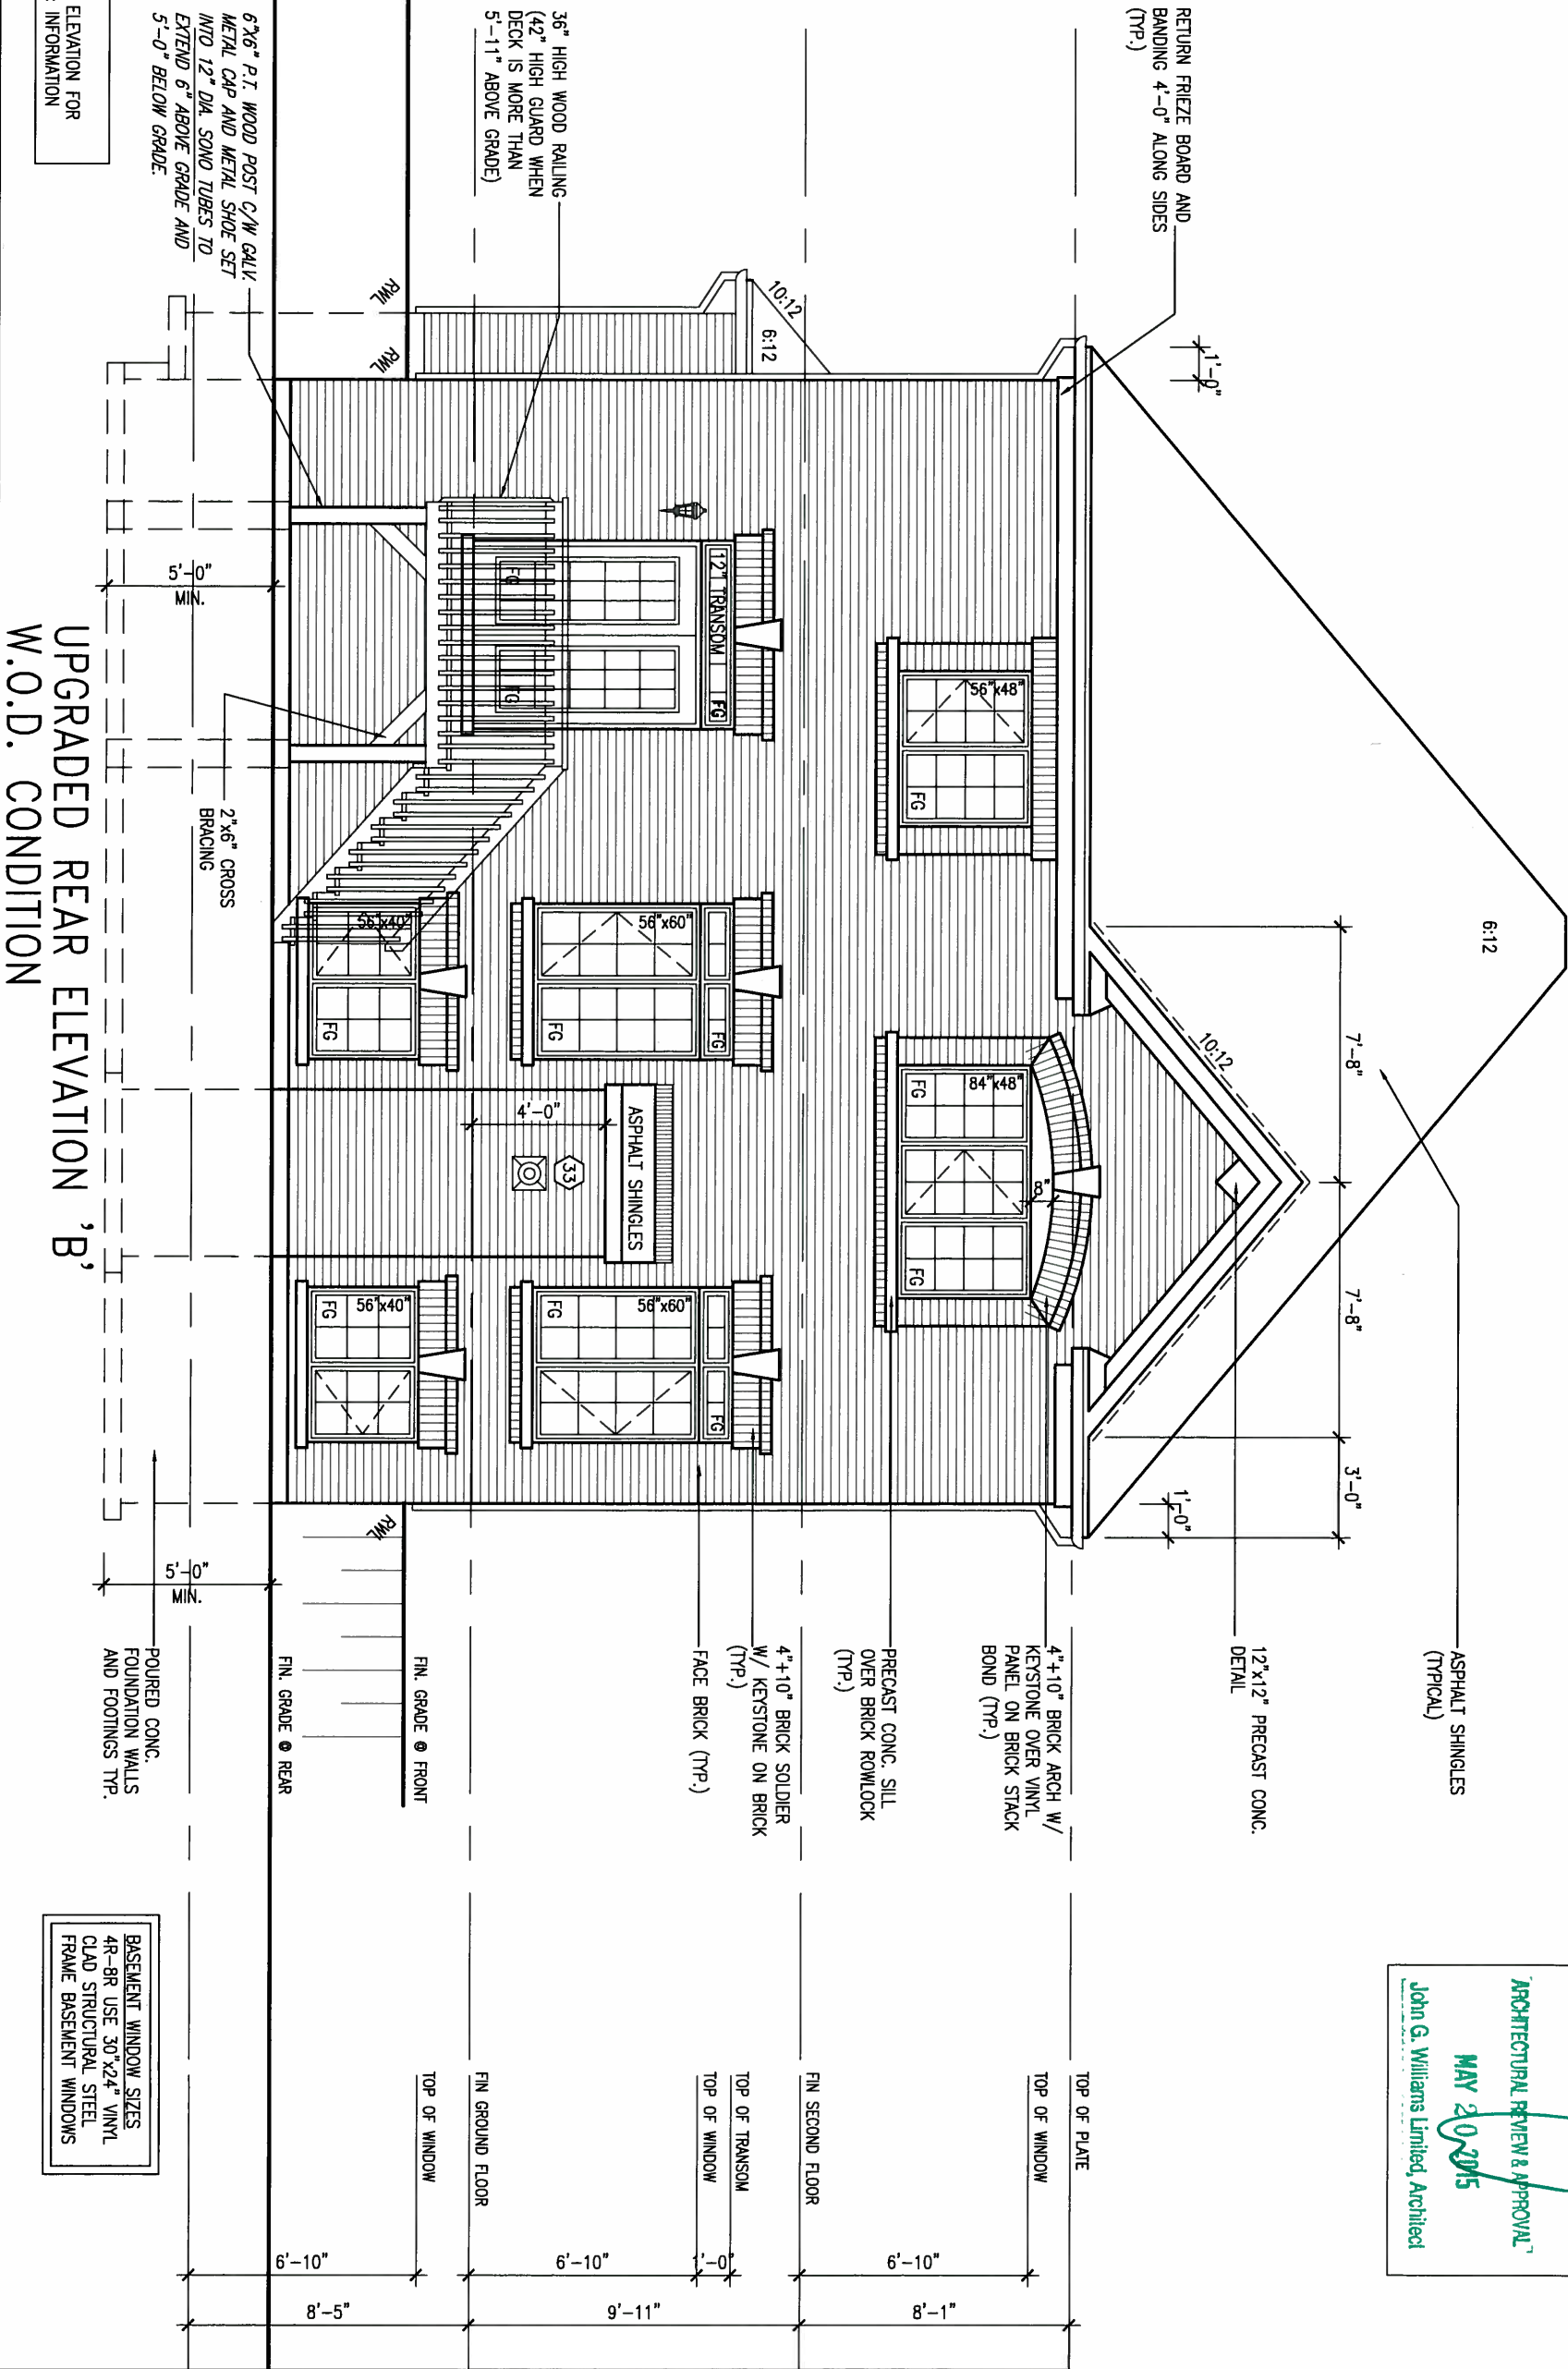 ARCHITECTURAL REVIEW & APPROVAL
MAY 20 2015
John G. Williams Limited, Architect
6:12
ASPHALT SHINGLES
(TYPICAL)
7'-8"
7'-8"
3'-0"
1'-0"
1'-0"
10:12
12"x12" PRECAST CONC.
DETAIL
RETURN FRIEZE BOARD AND
BANDING 4'-0" ALONG SIDES
(TYP.)
TOP OF PLATE
TOP OF WINDOW
4"+10" BRICK ARCH W/
KEYSTONE OVER VINYL
PANEL ON BRICK STACK
BOND (TYP.)
8"
56"x48"
FG
84"x48"
FG
FG
6'-10"
8'-1"
PRECAST CONC. SILL
OVER BRICK ROWLOCK
(TYP.)
FIN SECOND FLOOR
10:12
6:12
4"+10" BRICK SOLDIER
W/ KEYSTONE ON BRICK
(TYP.)
TOP OF TRANSOM
TOP OF WINDOW
1'-0"
12" TRANSOM
FG
FG
FG
FACE BRICK (TYP.)
56"x60"
FG
56"x60"
FG
ASPHALT SHINGLES
4'-0"
33
FG
FG
6'-10"
9'-11"
36" HIGH WOOD RAILING
(42" HIGH GUARD WHEN
DECK IS MORE THAN
5'-11" ABOVE GRADE)
FIN GROUND FLOOR
TOP OF WINDOW
RWL
RWL
RWL
FIN. GRADE @ FRONT
56"x40"
FG
56"x40"
FG
FIN. GRADE @ REAR
6'-10"
8'-5"
6"X6" P.T. WOOD POST C/W GALV.
METAL CAP AND METAL SHOE SET
INTO 12" DIA. SONO TUBES TO
EXTEND 6" ABOVE GRADE AND
5'-0" BELOW GRADE.
2"x6" CROSS
BRACING
5'-0"
MIN.
5'-0"
MIN.
POURED CONC.
FOUNDATION WALLS
AND FOOTINGS TYP.
ELEVATION FOR
INFORMATION
UPGRADED REAR ELEVATION 'B'
W.O.D. CONDITION
BASEMENT WINDOW SIZES
4R-8R USE 30"x24" VINYL
CLAD STRUCTURAL STEEL
FRAME BASEMENT WINDOWS